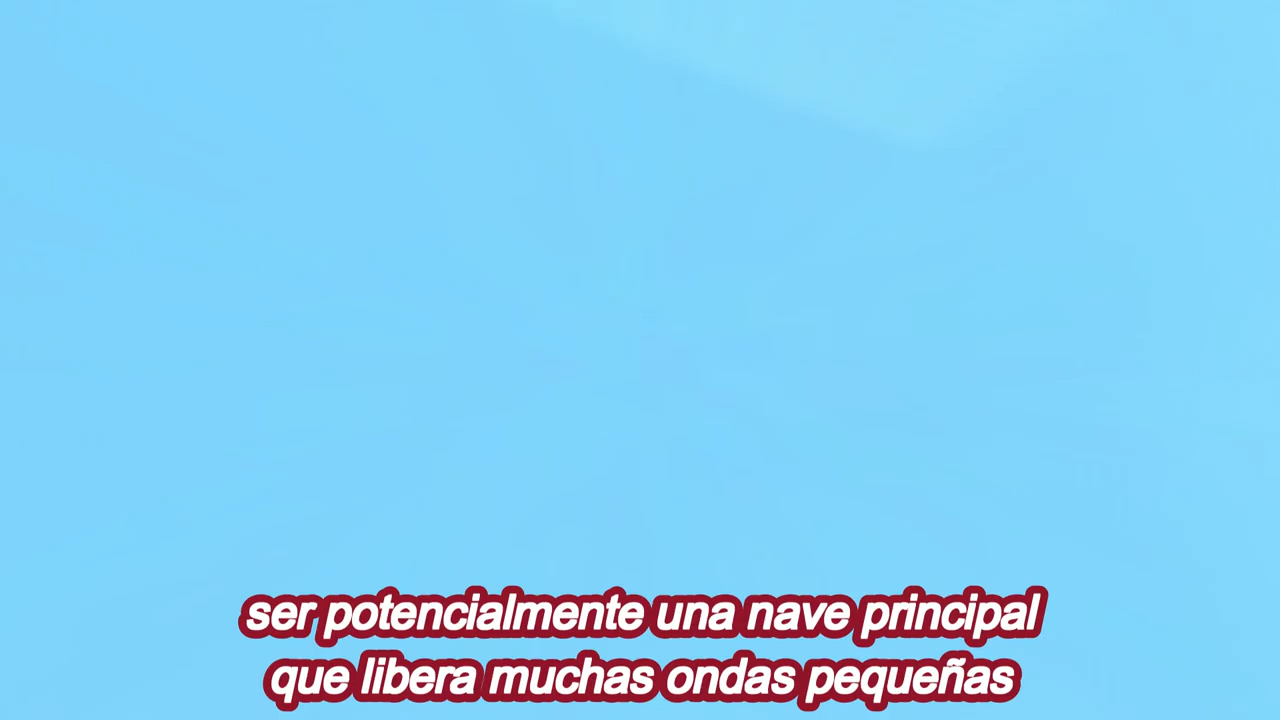 ser potencialmente una nave principal
que libera muchas ondas pequeñas